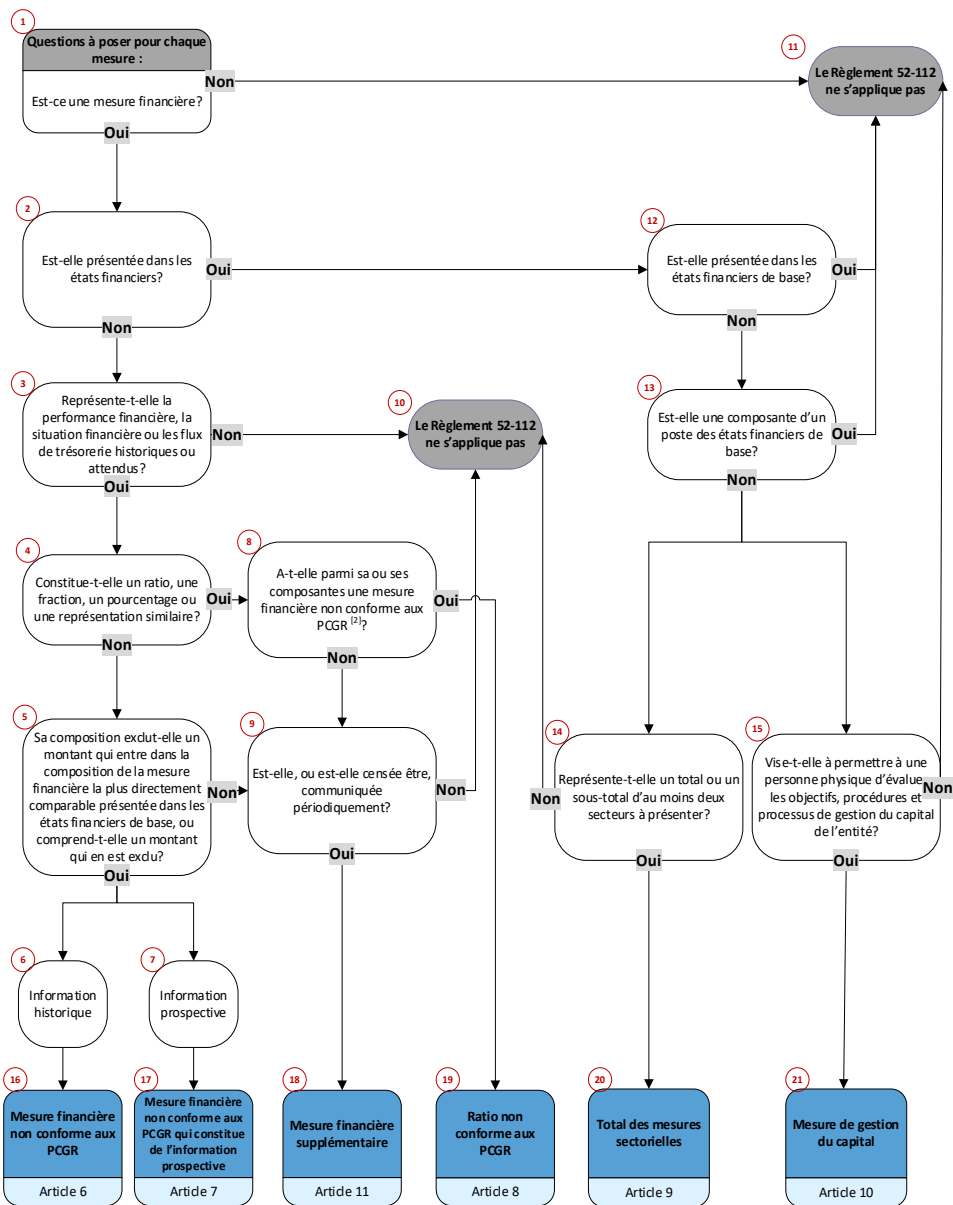 1
Questions à poser pour chaque
mesure :
Est-ce une mesure financière?
Non
Oui
11
Le Règlement 52-112
ne s'applique pas
2
Est-elle présentée dans les
états financiers?
Oui
Non
12
Est-elle présentée dans les
états financiers de base?
Oui
Non
3
Représente-t-elle la
performance financière, la
situation financière ou les flux
de trésorerie historiques ou
attendus?
Non
Oui
10
Le Règlement 52-112
ne s'applique pas
13
Est-elle une composante d'un
poste des états financiers de
base?
Oui
Non
4
Constitue-t-elle un ratio, une
fraction, un pourcentage ou
une représentation similaire?
Oui
Non
8
A-t-elle parmi sa ou ses
composantes une mesure
financière non conforme aux
PCGR [2]?
Oui
Non
5
Sa composition exclut-elle un
montant qui entre dans la
composition de la mesure
financière la plus directement
comparable présentée dans les
états financiers de base, ou
comprend-t-elle un montant
qui en est exclu?
Non
Oui
9
Est-elle, ou est-elle censée être,
communiquée
périodiquement?
Non
Oui
14
Représente-t-elle un total ou un
sous-total d'au moins deux
secteurs à présenter?
Non
Oui
15
Vise-t-elle à permettre à une
personne physique d'évalue
les objectifs, procédures et
processus de gestion du capital
de l'entité?
Non
Oui
6
Information
historique
7
Information
prospective
16
Mesure financière
non conforme aux
PCGR
Article 6
17
Mesure financière
non conforme aux
PCGR qui constitue
de l'information
prospective
Article 7
18
Mesure financière
supplémentaire
Article 11
19
Ratio non
conforme aux
PCGR
Article 8
20
Total des mesures
sectorielles
Article 9
21
Mesure de gestion
du capital
Article 10